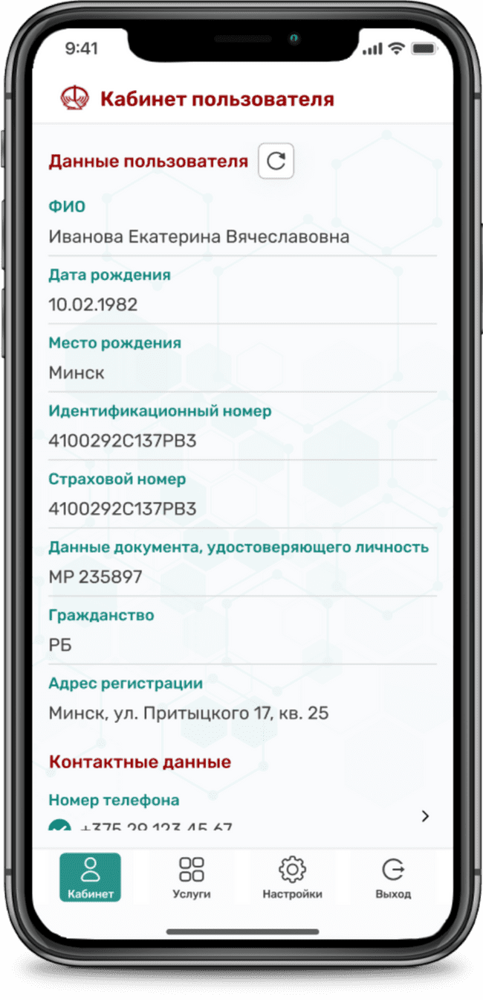 9:41
Кабинет пользователя
Данные пользователя
ФИО
Иванова Екатерина Вячеславовна
Дата рождения
10.02.1982
Место рождения
Минск
Идентификационный номер
4100292С137РВ3
Страховой номер
4100292С137РВ3
Данные документа, удостоверяющего личность
МР 235897
Гражданство
РБ
Адрес регистрации
Минск, ул. Притыцкого 17, кв. 25
Контактные данные
Номер телефона
+375 29 123 45 67
Кабинет
Услуги
Настройки
Выход